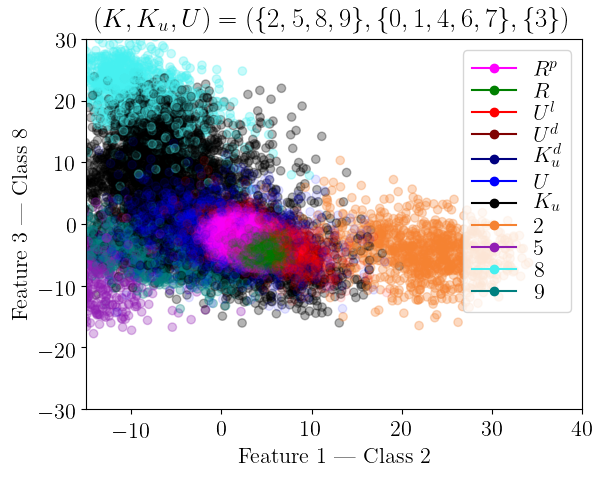 (K, K_u, U) = ({2, 5, 8, 9}, {0, 1, 4, 6, 7}, {3})
30
20
10
0
−10
−20
−30
Feature 3 — Class 8
R^p
R
U^l
U^d
K_u^d
U
K_u
2
5
8
9
−10
0
10
20
30
40
Feature 1 — Class 2